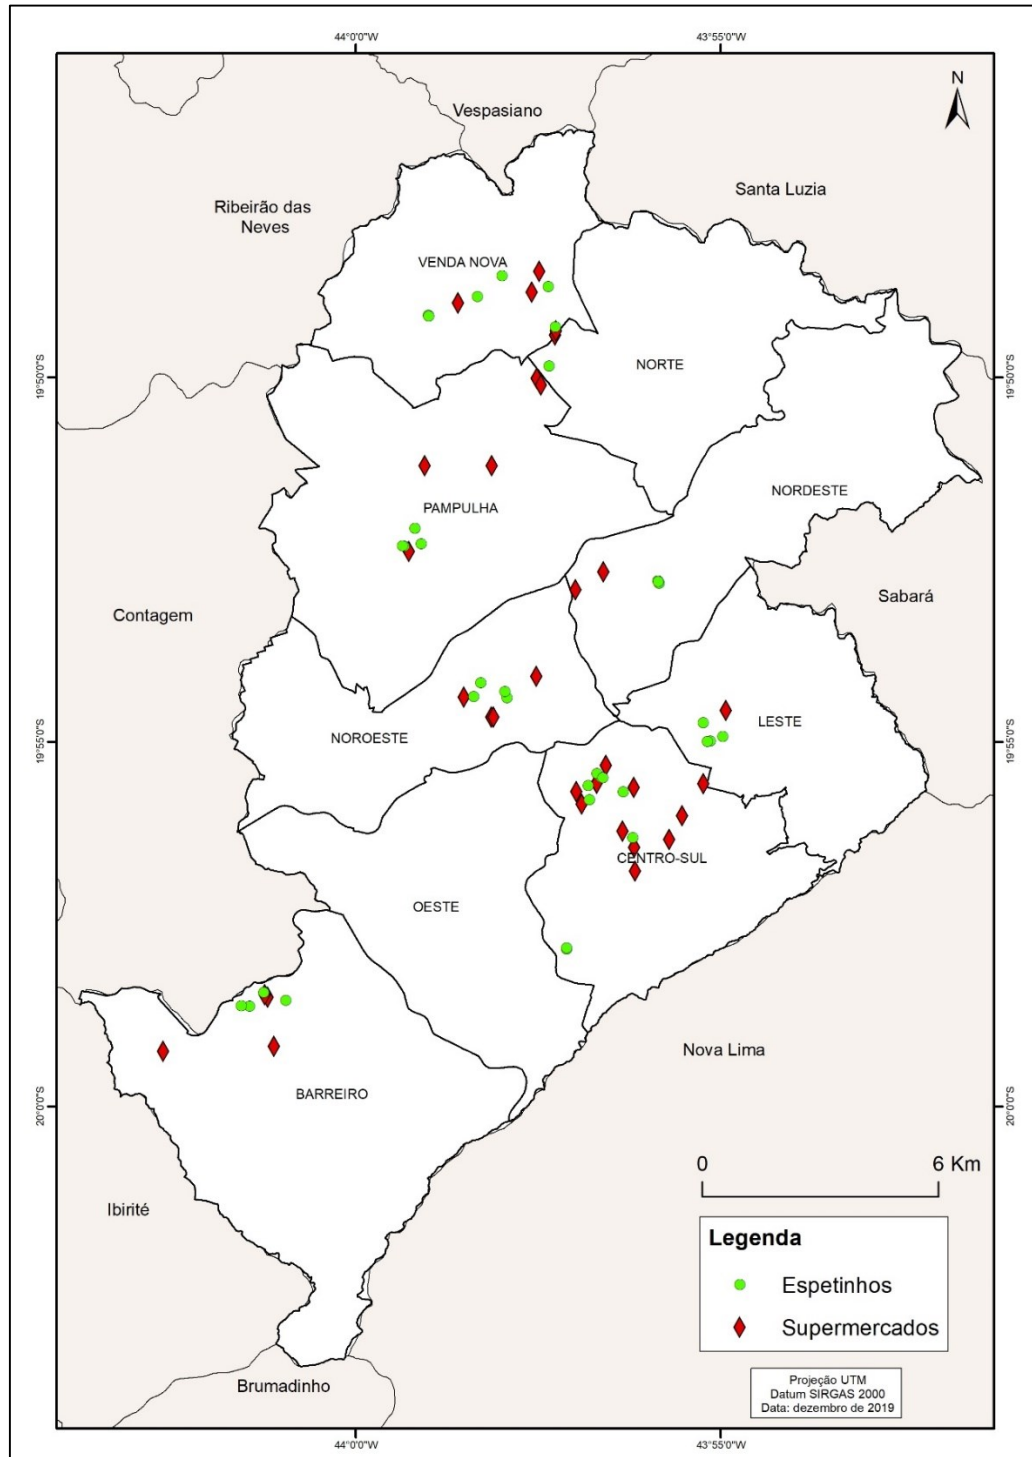 44°0'0"W
43°55'0"W
N
Vespasiano
Santa Luzia
Ribeirão das
Neves
VENDA NOVA
NORTE
19°50'0"S
19°50'0"S
NORDESTE
PAMPULHA
Sabará
Contagem
LESTE
NOROESTE
19°55'0"S
19°55'0"S
CENTRO-SUL
OESTE
Nova Lima
BARREIRO
20°0'0"S
20°0'0"S
0
6 Km
Ibirité
Legenda
Espetinhos
Supermercados
Brumadinho
Projeção UTM
Datum SIRGAS 2000
Data: dezembro de 2019
44°0'0"W
43°55'0"W